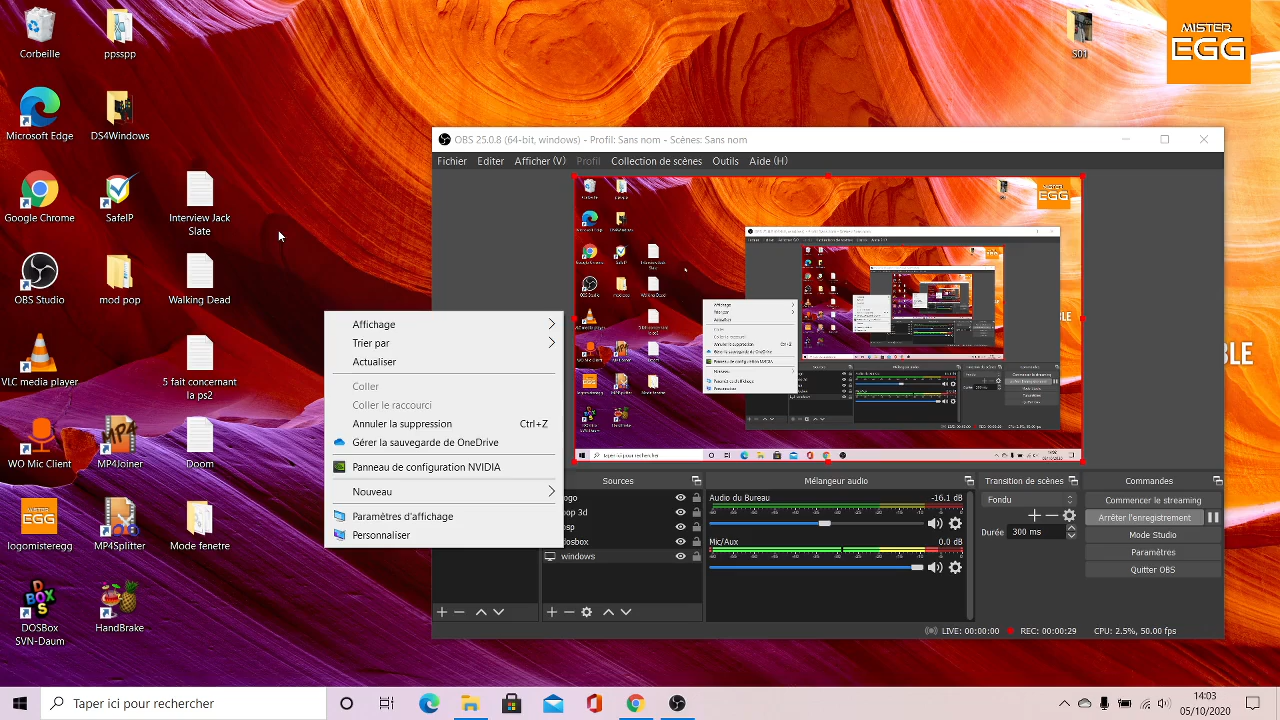 Corbeille
ppsspp
S01
MISTER
EGG
Microsoft Edge
DS4Windows
Google Chrome
SafeIP
Interview Jack
Slate
OBS Studio
mod psp
Walking Dead
VLC media player
la ps2
WO Mic Client
MP4Joiner
Doom
logomisteregg
MP4Splitter
Mode fenetre
DOSBox
SVN-Daum
HandBrake
Affichage
Trier par
Actualiser
Coller
Coller le raccourci
Annuler la suppression Ctrl+Z
Gérer la sauvegarde de OneDrive
Panneau de configuration NVIDIA
Nouveau
Paramètres d'affichage
Personnaliser
OBS 25.0.8 (64-bit, windows) - Profil: Sans nom - Scènes: Sans nom
Fichier Editer Afficher (V) Profil Collection de scènes Outils Aide (H)
Sources
windows
Mélangeur audio
Audio du Bureau -16.1 dB
Mic/Aux 0.0 dB
Transition de scènes
Fondu
Durée 300 ms
Commandes
Commencer le streaming
Arrêter l'enregistrement
Mode Studio
Paramètres
Quitter OBS
LIVE: 00:00:00 REC: 00:00:29 CPU: 2.5%, 50.00 fps
Taper ici pour rechercher
14:03
05/10/2020